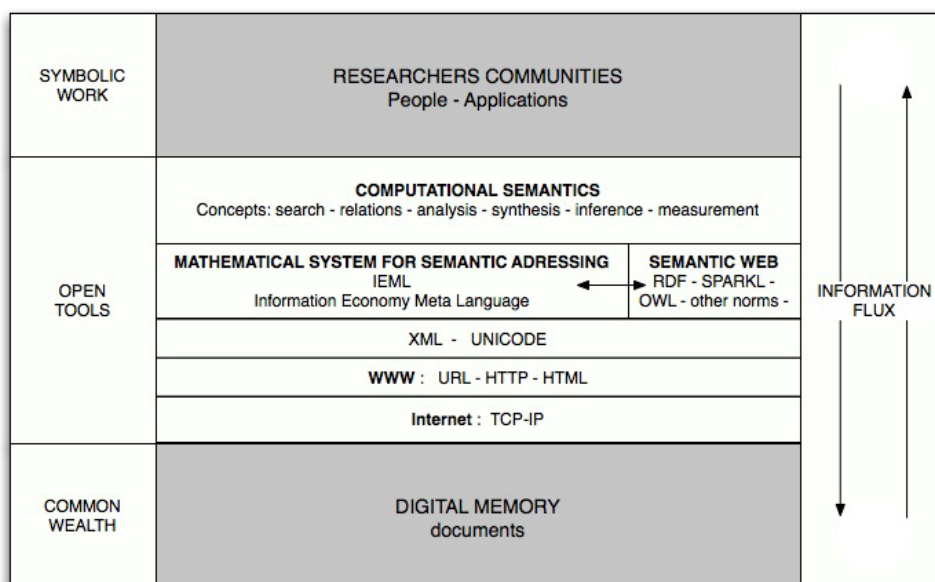 SYMBOLIC
WORK
RESEARCHERS COMMUNITIES
People - Applications
COMPUTATIONAL SEMANTICS
Concepts: search - relations - analysis - synthesis - inference - measurement
OPEN
TOOLS
MATHEMATICAL SYSTEM FOR SEMANTIC ADRESSING
IEML
Information Economy Meta Language
SEMANTIC WEB
RDF - SPARKL -
OWL - other norms -
XML - UNICODE
WWW : URL - HTTP - HTML
Internet : TCP-IP
INFORMATION
FLUX
COMMON
WEALTH
DIGITAL MEMORY
documents